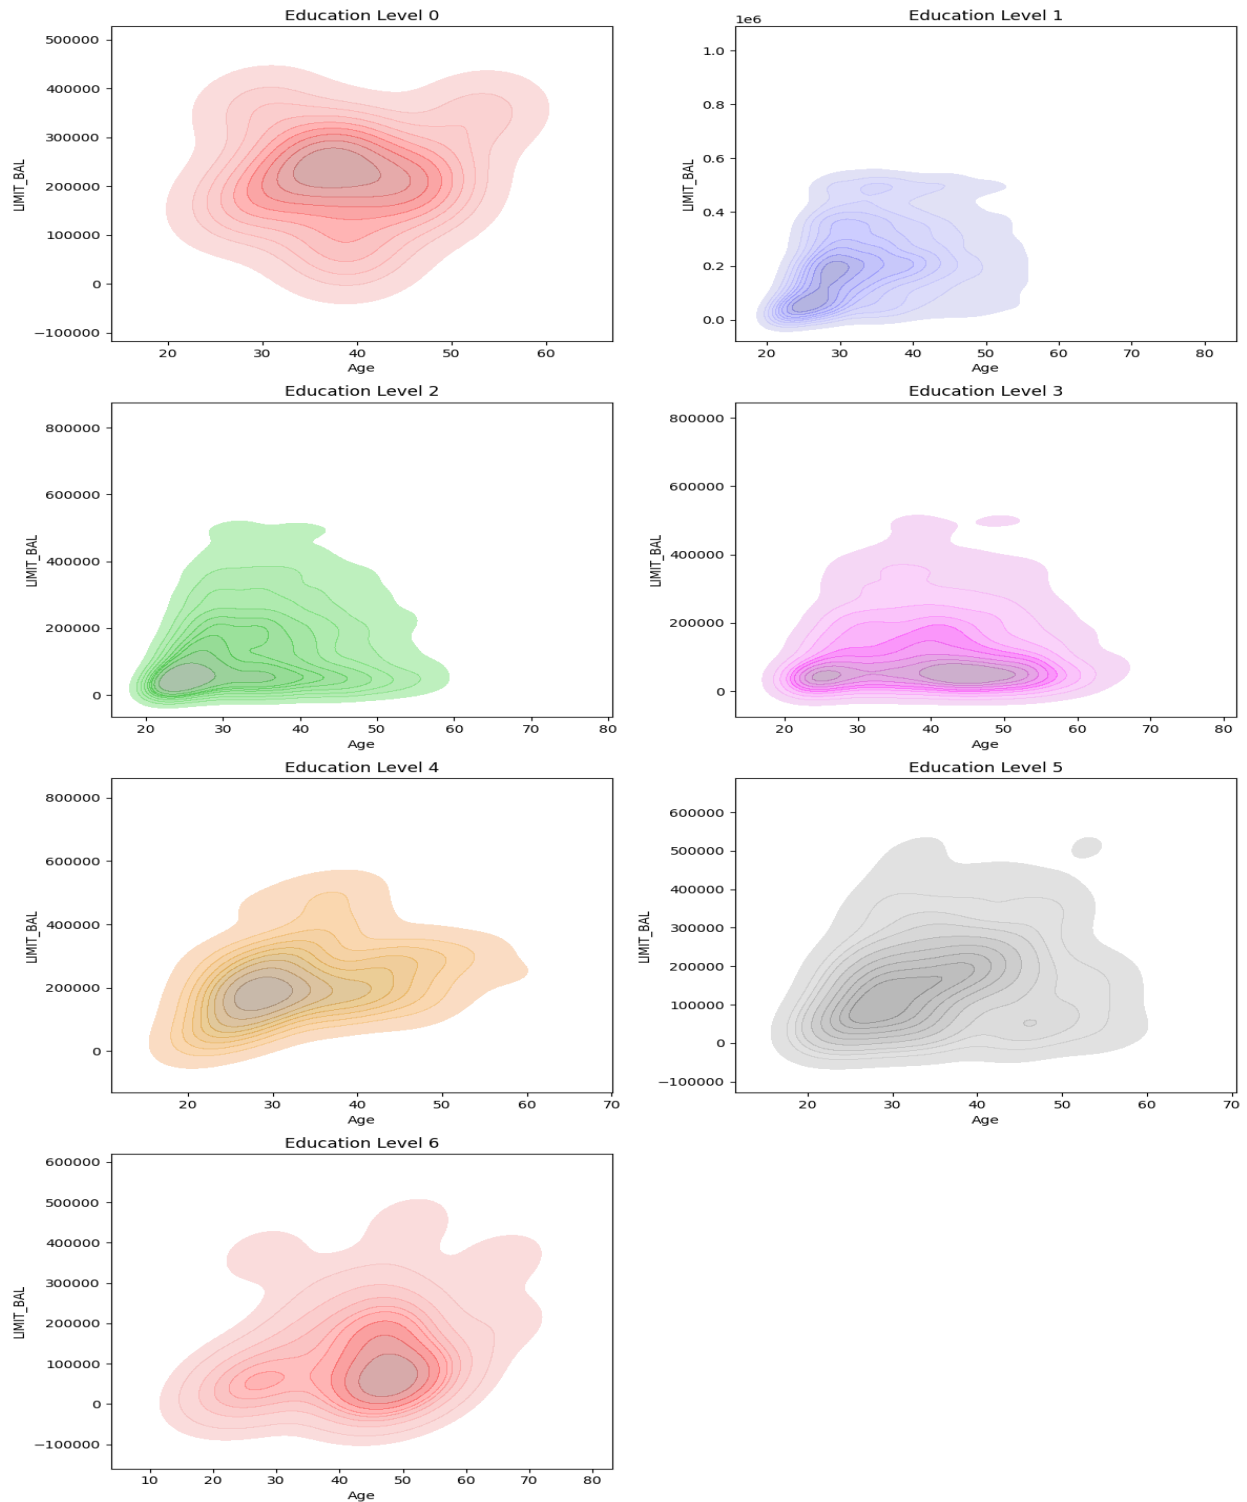 Education Level 0
500000
400000
300000
200000
100000
0
−100000
LIMIT_BAL
20 30 40 50 60
Age
Education Level 1
1e6
1.0
0.8
0.6
0.4
0.2
0.0
LIMIT_BAL
20 30 40 50 60 70 80
Age
Education Level 2
800000
600000
400000
200000
0
LIMIT_BAL
20 30 40 50 60 70 80
Age
Education Level 3
800000
600000
400000
200000
0
LIMIT_BAL
20 30 40 50 60 70 80
Age
Education Level 4
800000
600000
400000
200000
0
LIMIT_BAL
20 30 40 50 60 70
Age
Education Level 5
600000
500000
400000
300000
200000
100000
0
−100000
LIMIT_BAL
20 30 40 50 60 70
Age
Education Level 6
600000
500000
400000
300000
200000
100000
0
−100000
LIMIT_BAL
10 20 30 40 50 60 70 80
Age